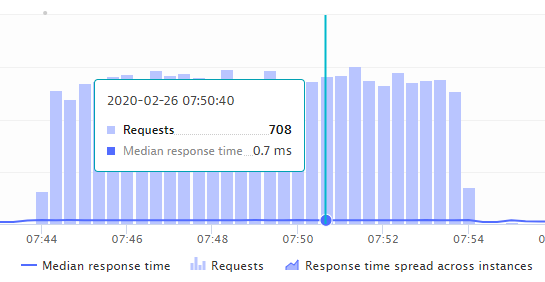 2020-02-26 07:50:40
Requests 708
Median response time 0.7 ms
07:44 07:46 07:48 07:50 07:52 07:54 0
Median response time Requests Response time spread across instances